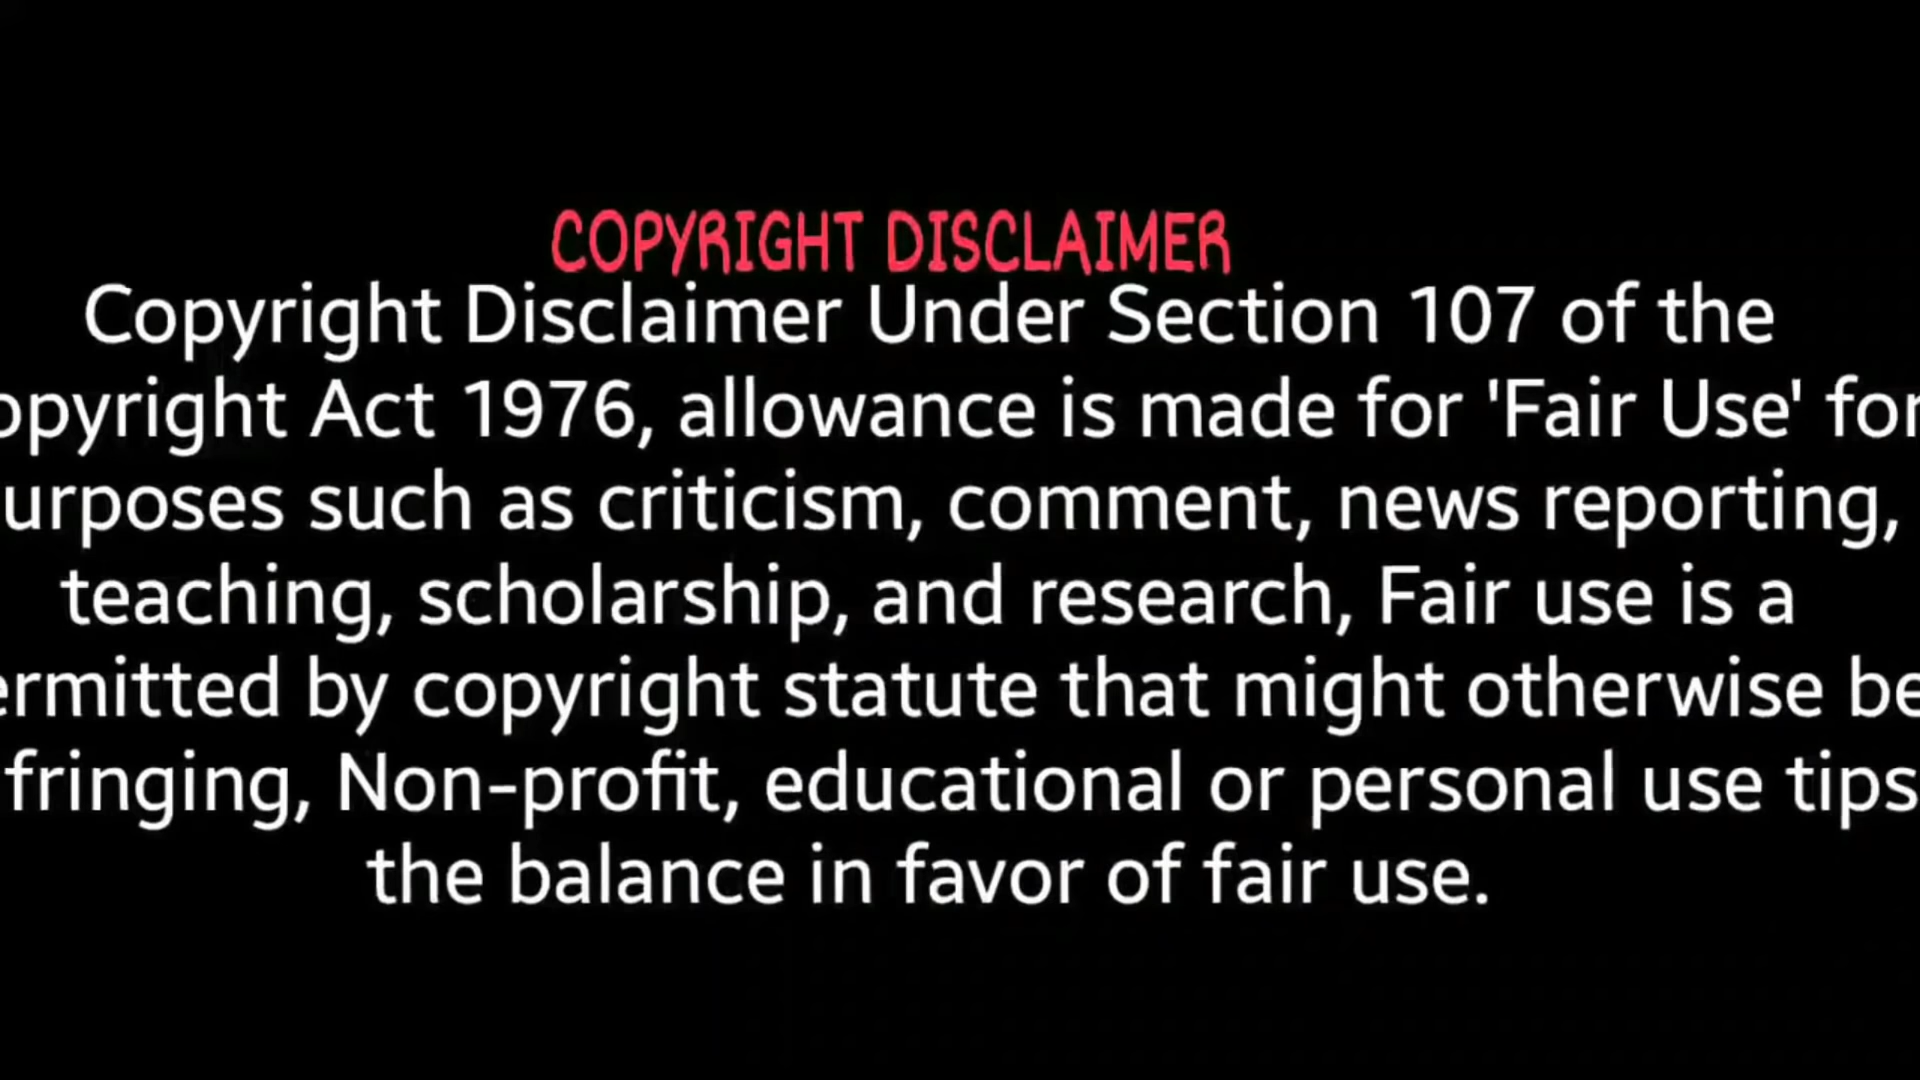 COPYRIGHT DISCLAIMER
Copyright Disclaimer Under Section 107 of the
opyright Act 1976, allowance is made for 'Fair Use' for
urposes such as criticism, comment, news reporting,
teaching, scholarship, and research, Fair use is a
ermitted by copyright statute that might otherwise be
fringing, Non-profit, educational or personal use tips
the balance in favor of fair use.